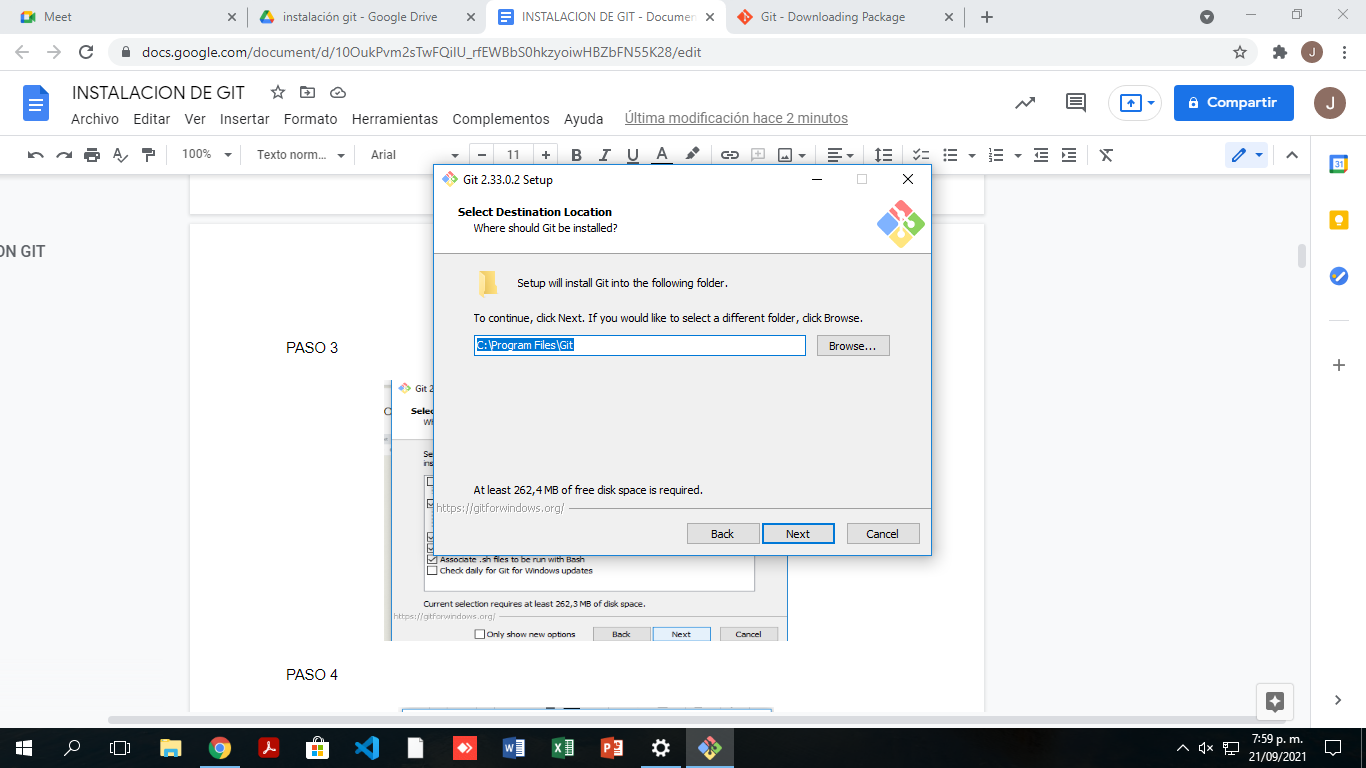 Meet
instalación git - Google Drive
INSTALACION DE GIT - Documen
Git - Downloading Package
docs.google.com/document/d/10OukPvm2sTwFQiIU_rfEWBbS0hkzyoiwHBZbFN55K28/edit
J
INSTALACION DE GIT
Archivo Editar Ver Insertar Formato Herramientas Complementos Ayuda Última modificación hace 2 minutos
Compartir
J
100% Texto norm... Arial 11 B I U A
31
ON GIT
Git 2.33.0.2 Setup
Select Destination Location
Where should Git be installed?
Setup will install Git into the following folder.
To continue, click Next. If you would like to select a different folder, click Browse.
C:\Program Files\Git
Browse...
At least 262,4 MB of free disk space is required.
https://gitforwindows.org/
Back Next Cancel
PASO 3
Git 2
Selec
Associate .sh files to be run with Bash
Check daily for Git for Windows updates
Current selection requires at least 262,3 MB of disk space.
https://gitforwindows.org/
Only show new options Back Next Cancel
PASO 4
7:59 p. m.
21/09/2021